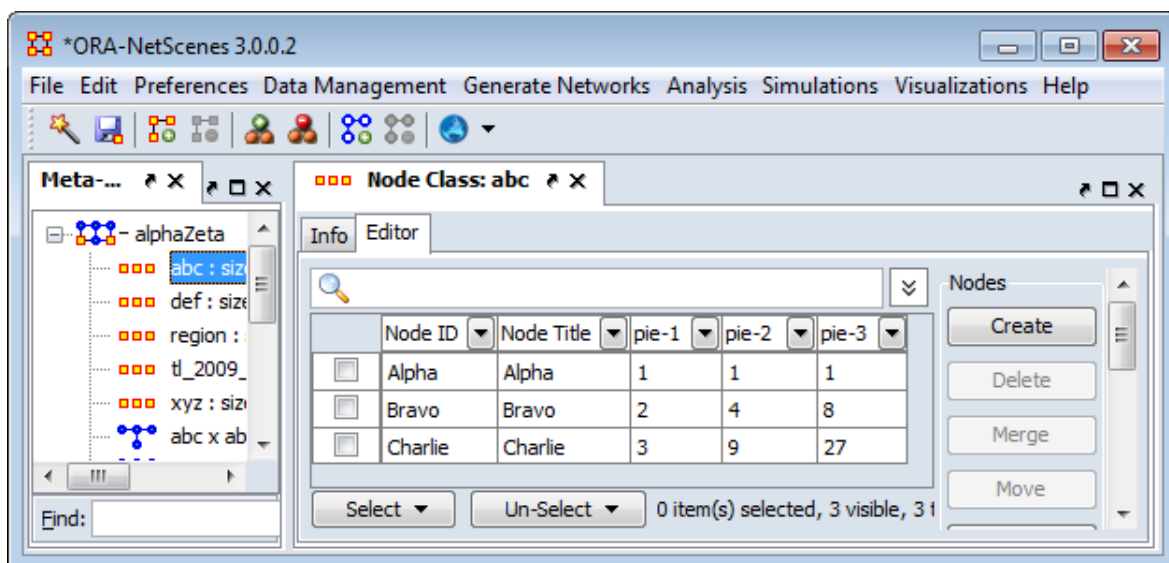 *ORA-NetScenes 3.0.0.2
File Edit Preferences Data Management Generate Networks Analysis Simulations Visualizations Help
Meta-...
Node Class: abc
alphaZeta
abc : size
def : size
region :
tl_2009_
xyz : size
abc x ab
Find:
Info Editor
Node ID Node Title pie-1 pie-2 pie-3
Alpha Alpha 1 1 1
Bravo Bravo 2 4 8
Charlie Charlie 3 9 27
Select Un-Select 0 item(s) selected, 3 visible, 3 t
Nodes
Create
Delete
Merge
Move